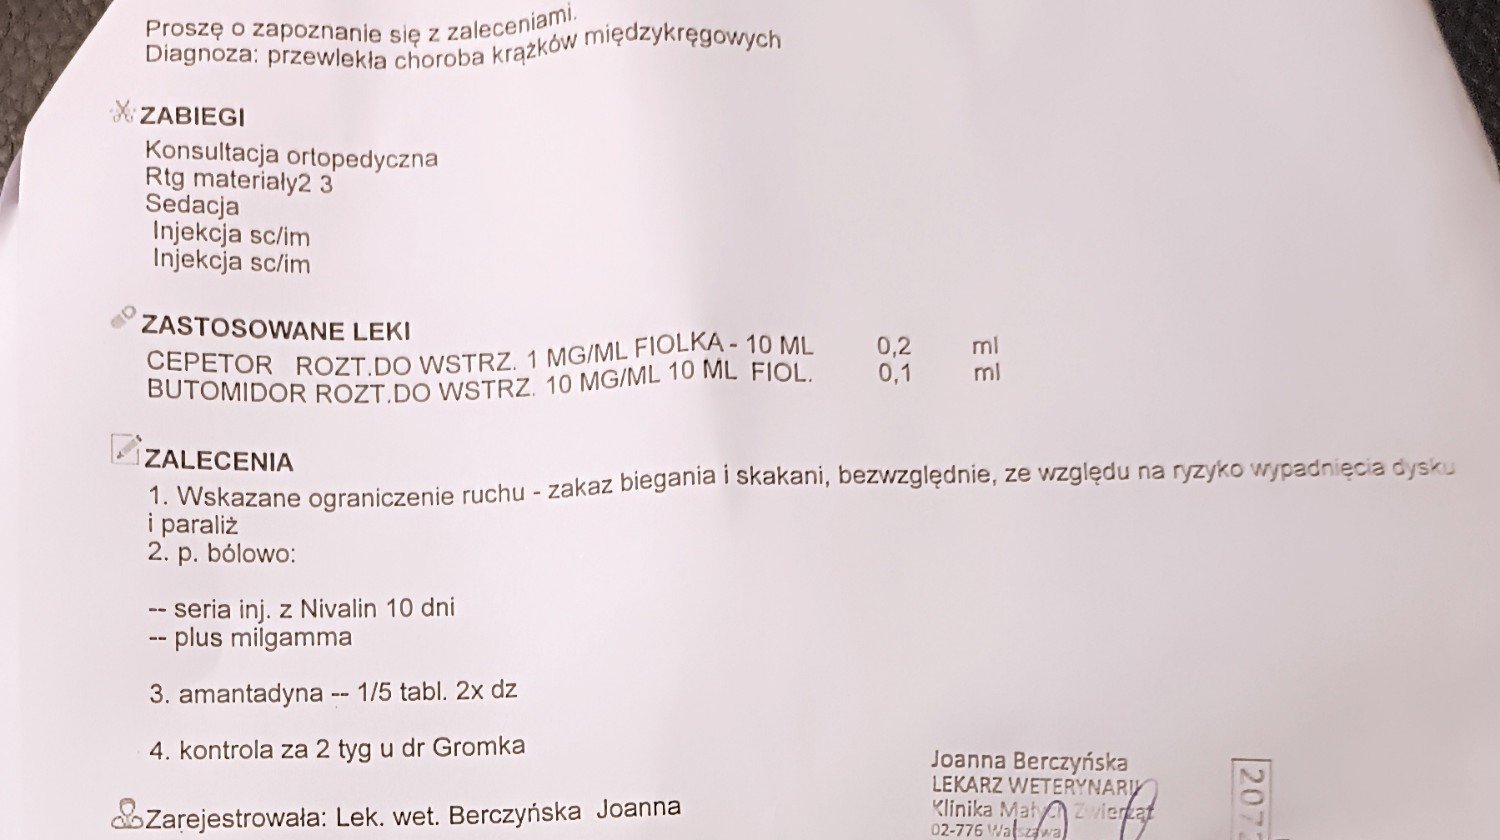 Proszę o zapoznanie się z zaleceniami.
Diagnoza: przewlekła choroba krążków międzykręgowych
ZABIEGI
Konsultacja ortopedyczna
Rtg materiały2 3
Sedacja
Injekcja sc/im
Injekcja sc/im
ZASTOSOWANE LEKI
CEPETOR ROZT.DO WSTRZ. 1 MG/ML FIOLKA - 10 ML 0,2 ml
BUTOMIDOR ROZT.DO WSTRZ. 10 MG/ML 10 ML FIOL. 0,1 ml
ZALECENIA
1. Wskazane ograniczenie ruchu - zakaz biegania i skakani, bezwzględnie, ze względu na ryzyko wypadnięcia dysku
i paraliż
2. p. bólowo:
-- seria inj. z Nivalin 10 dni
-- plus milgamma
3. amantadyna -- 1/5 tabl. 2x dz
4. kontrola za 2 tyg u dr Gromka
Zarejestrowała: Lek. wet. Berczyńska Joanna
Joanna Berczyńska
LEKARZ WETERYNARII
Klinika Małych Zwierząt
02-776 Warszawa